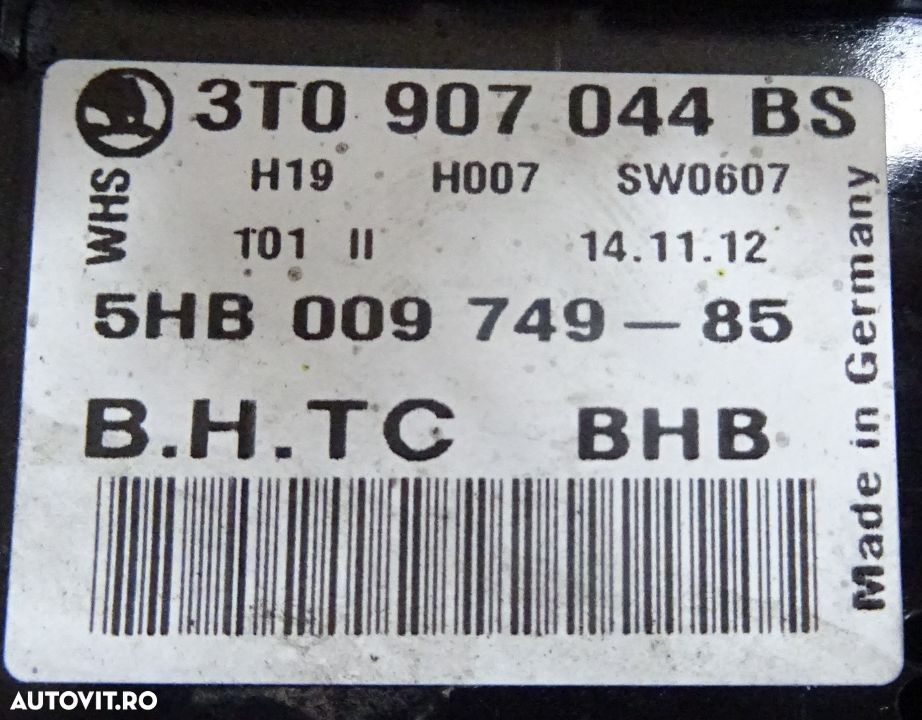 3T0 907 044 BS
WHS
H19 H007 SW0607
T01 II 14.11.12
5HB 009 749-85
B.H.TC BHB
Made in Germany
AUTOVIT.RO